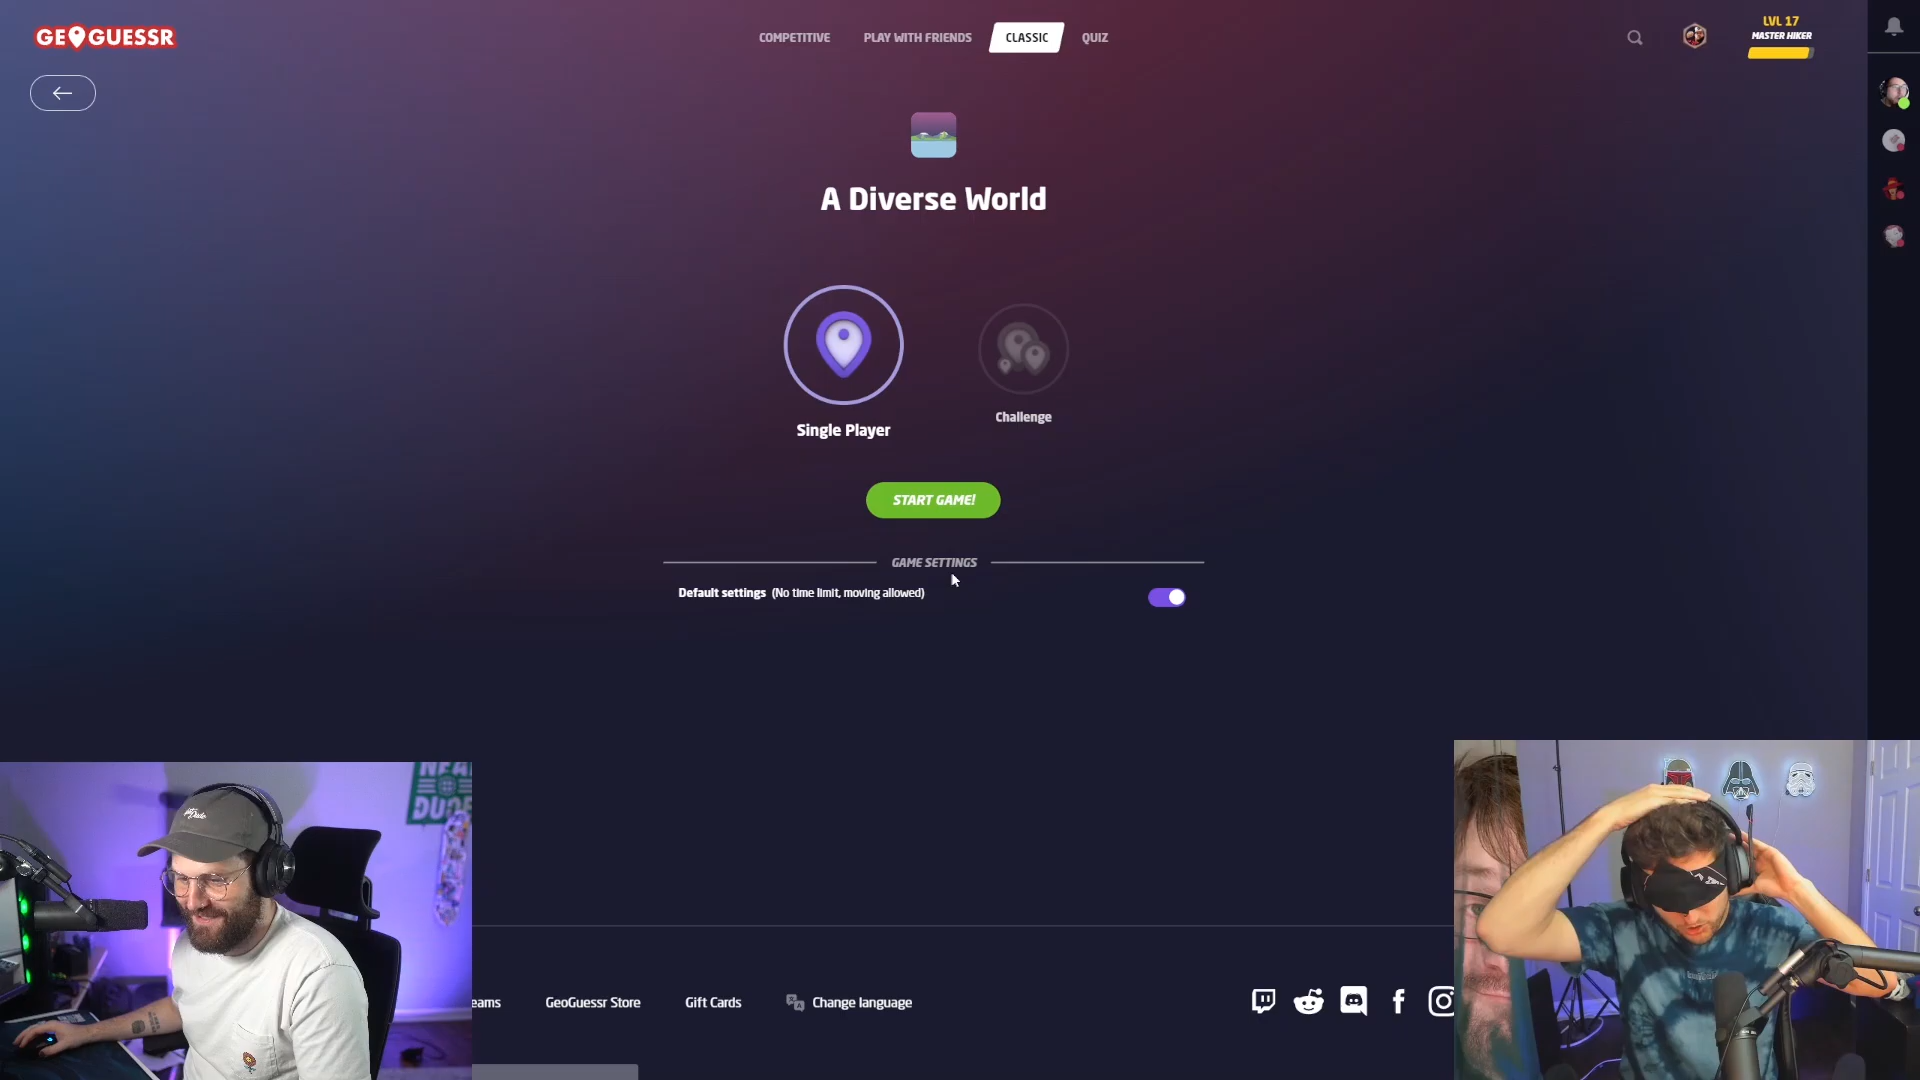 GEOGUESSR
COMPETITIVE
PLAY WITH FRIENDS
CLASSIC
QUIZ
LVL 17
MASTER HIKER
A Diverse World
Single Player
Challenge
START GAME!
GAME SETTINGS
Default settings (No time limit, moving allowed)
DUDE
eams
GeoGuessr Store
Gift Cards
Change language